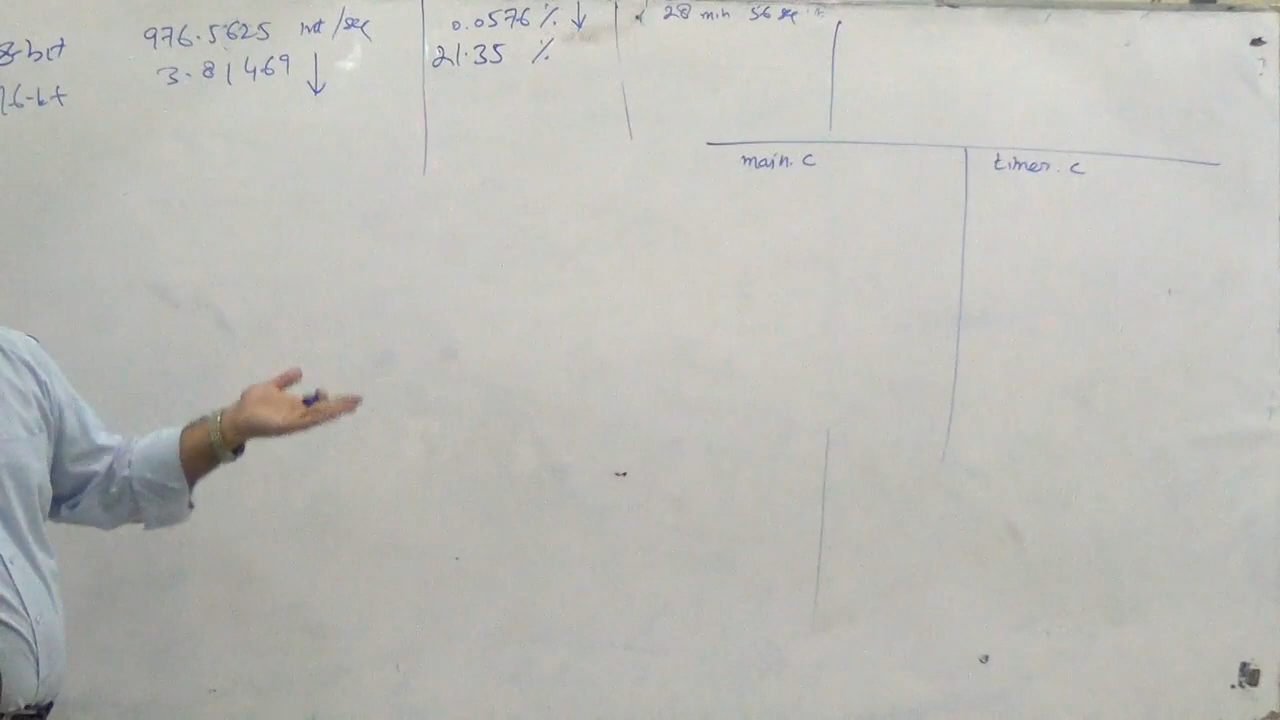 8-bit 976.5625 int/sec 0.0576 % ↓ 28 min 56 sec
16-bit 3.81469 ↓ 21.35 %
main.c timer.c